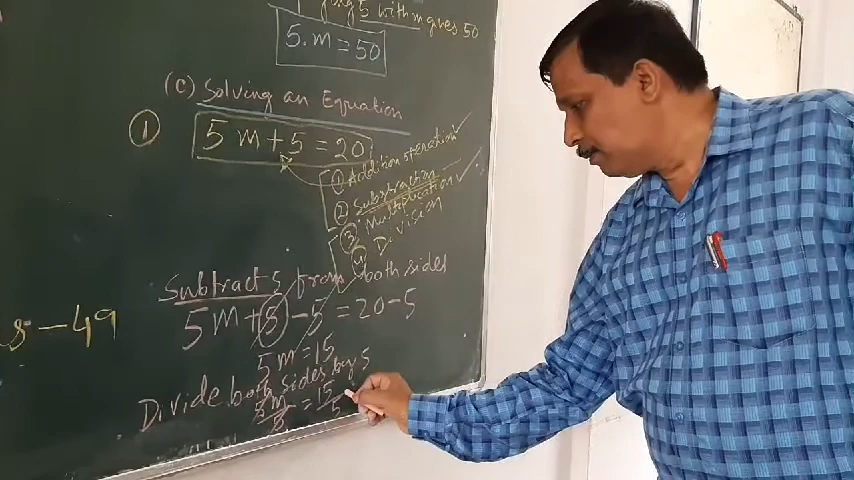 5 with m gives 50
5.m = 50
(c) Solving an Equation
① 5m+5 = 20
① Addition operation ✓
② Substraction
③ Multiplication ✓
④ Division
Subtract 5 from both sides
5m+5-5 = 20-5
s-49
5m=15
Divide both sides by 5
5m/5 = 15/5